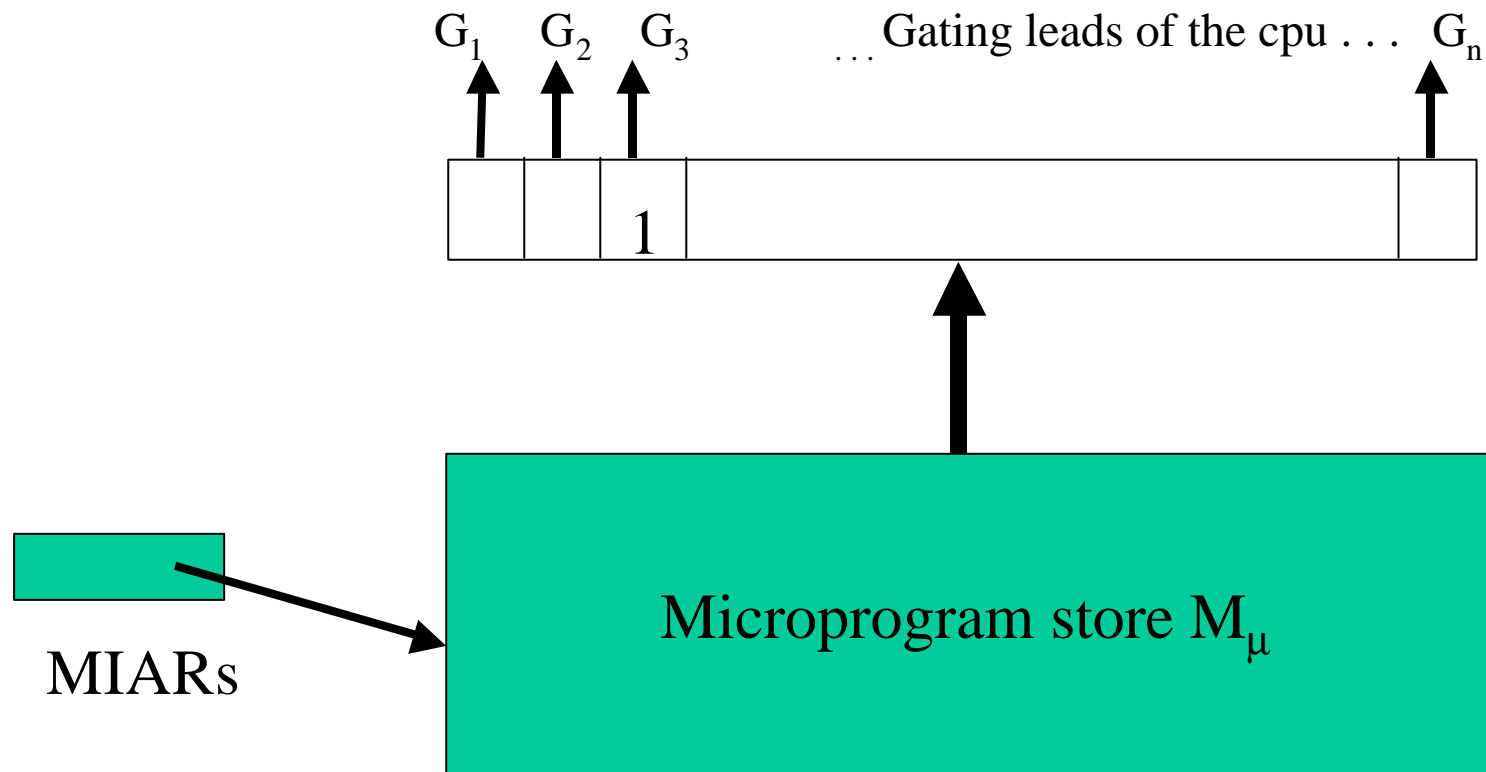 G₁ G₂ G₃ ... Gating leads of the cpu . . . Gₙ
1
Microprogram store Mμ
MIARs